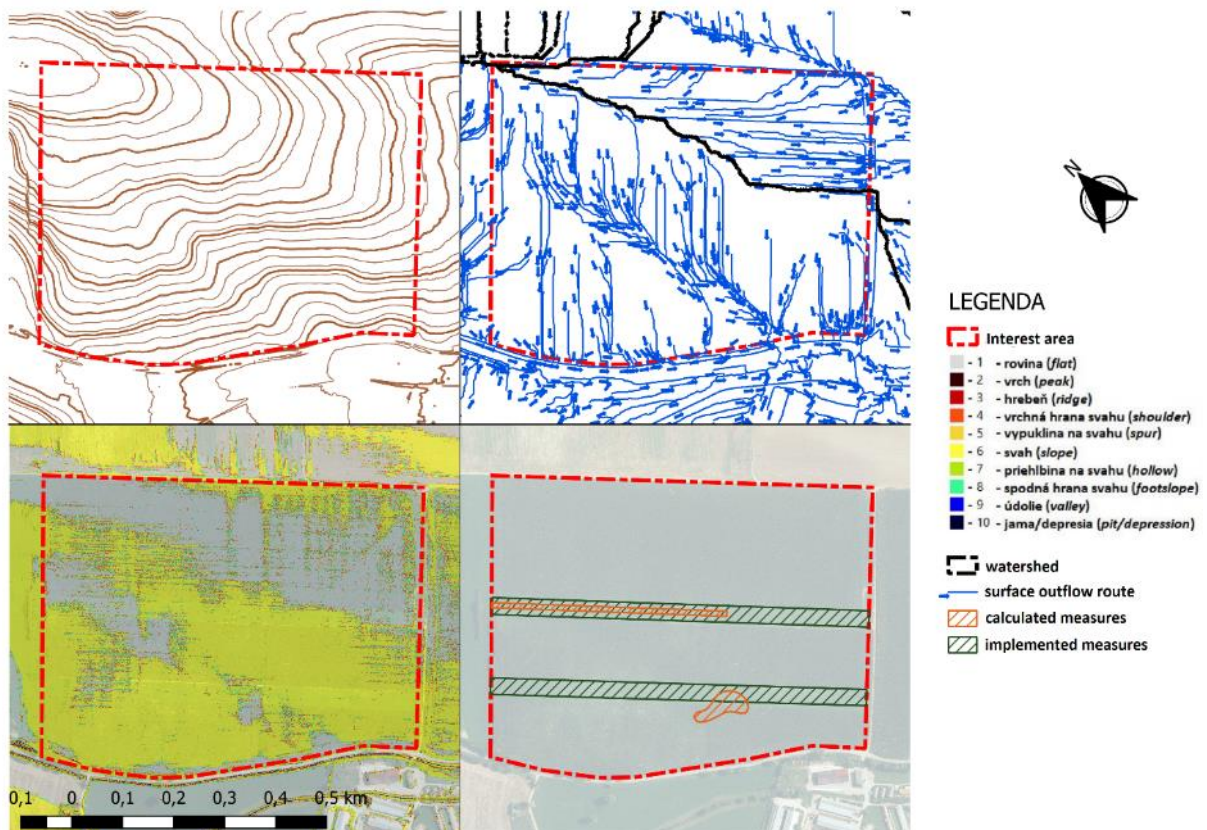 N
LEGENDA
Interest area
- 1 - rovina (flat)
- 2 - vrch (peak)
- 3 - hrebeň (ridge)
- 4 - vrchná hrana svahu (shoulder)
- 5 - vypuklina na svahu (spur)
- 6 - svah (slope)
- 7 - priehlbina na svahu (hollow)
- 8 - spodná hrana svahu (footslope)
- 9 - údolie (valley)
- 10 - jama/depresia (pit/depression)
watershed
surface outflow route
calculated measures
implemented measures
0,1 0 0,1 0,2 0,3 0,4 0,5 km